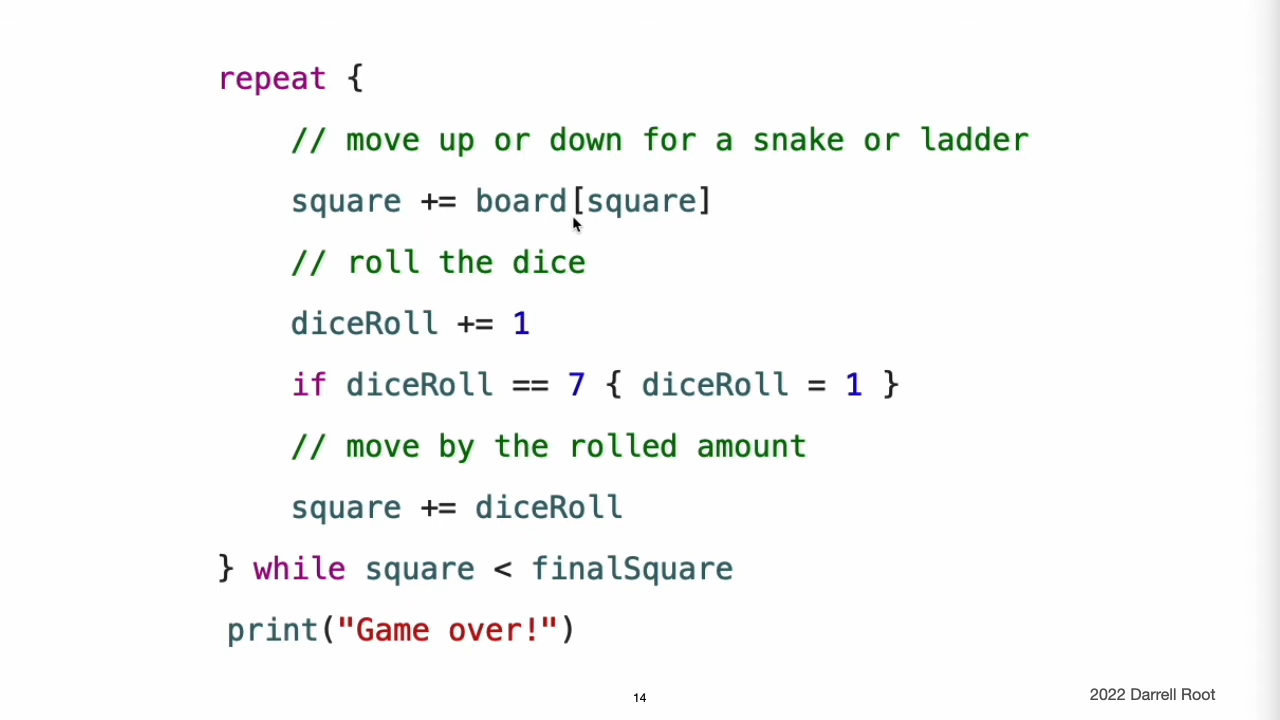 repeat {
// move up or down for a snake or ladder
square += board[square]
// roll the dice
diceRoll += 1
if diceRoll == 7 { diceRoll = 1 }
// move by the rolled amount
square += diceRoll
} while square < finalSquare
print("Game over!")
14
2022 Darrell Root